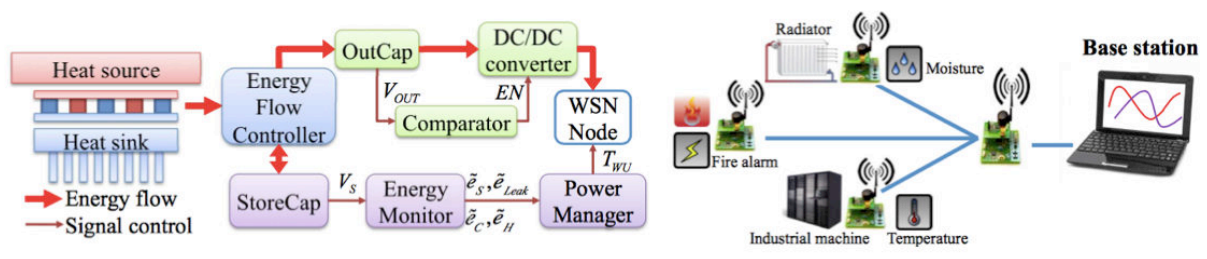 Heat source
Heat sink
Energy flow
Signal control
Energy
Flow
Controller
OutCap
DC/DC
converter
V_OUT
EN
Comparator
WSN
Node
T_WU
StoreCap
V_S
Energy
Monitor
ẽ_S, ẽ_Leak
ẽ_C, ẽ_H
Power
Manager
Radiator
Moisture
Fire alarm
Industrial machine
Temperature
Base station